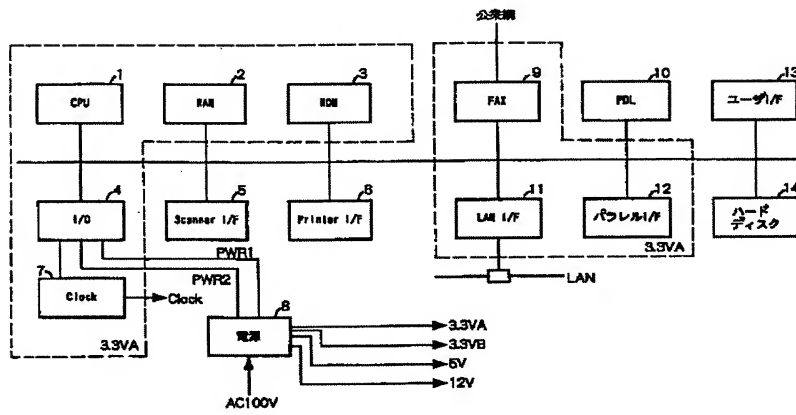 公衆網
1
2
3
9
10
13
CPU
RAM
ROM
FAX
PDL
ユーザI/F
4
5
6
11
12
14
I/O
Scanner I/F
Printer I/F
LAN I/F
パラレルI/F
ハード
ディスク
PWR1
3.3VA
7
PWR2
LAN
Clock
Clock
8
3.3VA
電源
3.3VA
3.3VB
5V
12V
AC100V